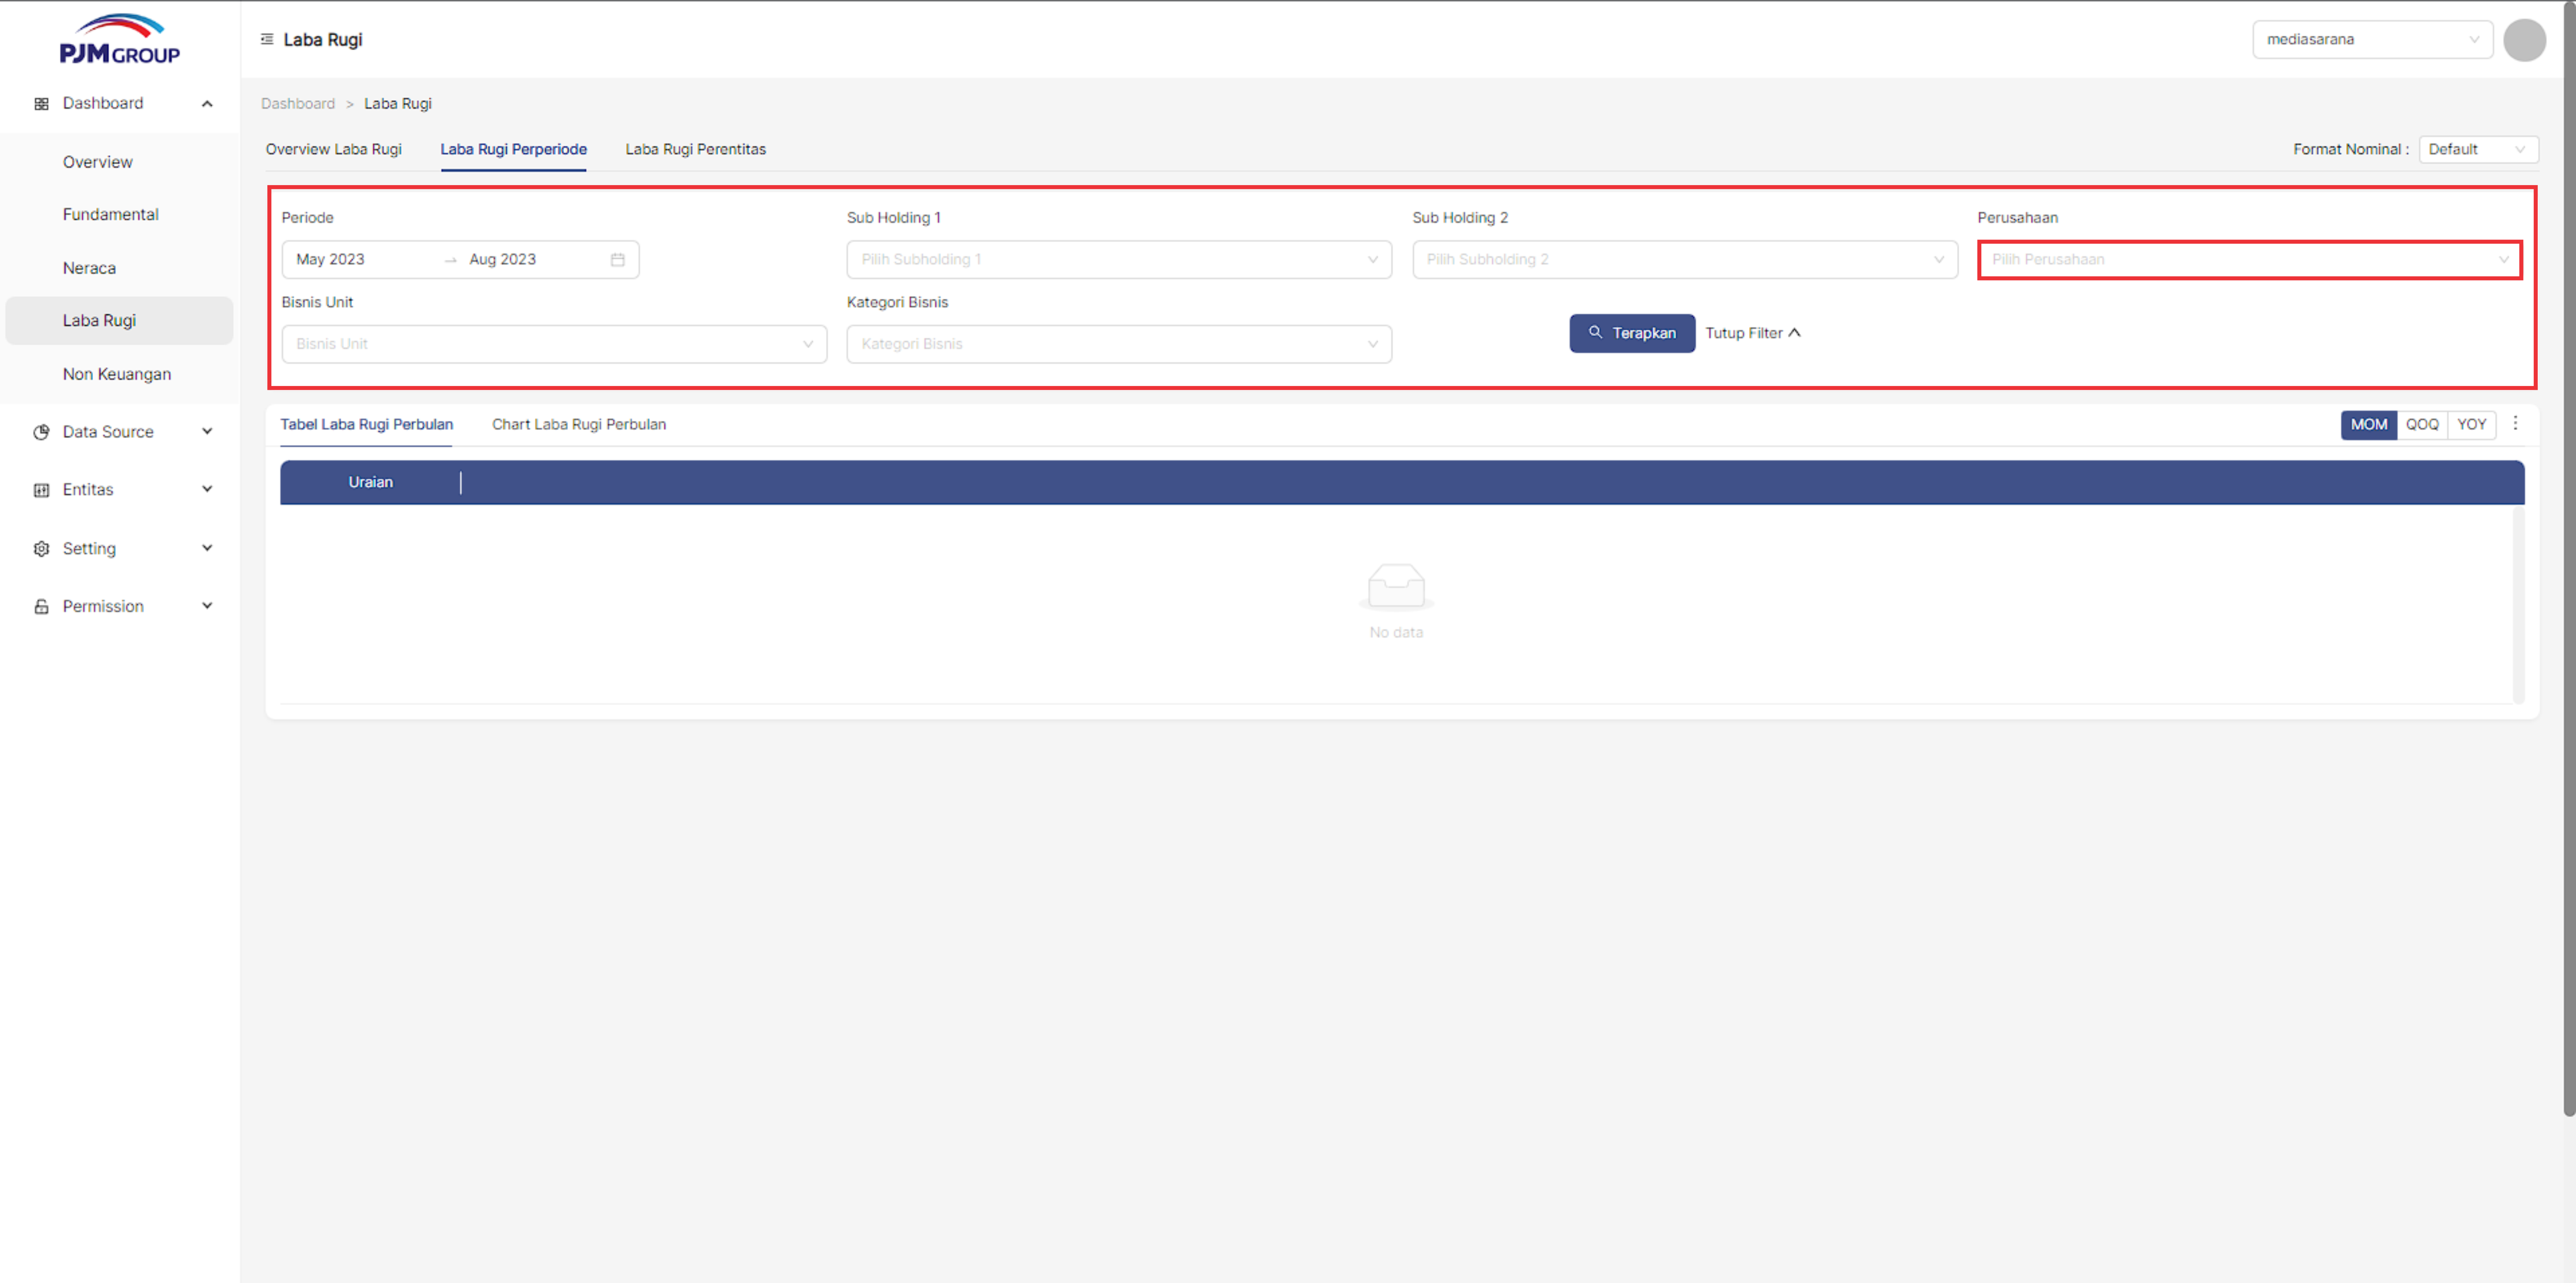 PJM GROUP
Laba Rugi
mediasarana
Dashboard
Overview
Fundamental
Neraca
Laba Rugi
Non Keuangan
Data Source
Entitas
Setting
Permission
Dashboard > Laba Rugi
Overview Laba Rugi Laba Rugi Perperiode Laba Rugi Perentitas
Format Nominal : Default
Periode Sub Holding 1 Sub Holding 2 Perusahaan
May 2023 → Aug 2023 Pilih Subholding 1 Pilih Subholding 2 Pilih Perusahaan
Bisnis Unit Kategori Bisnis
Bisnis Unit Kategori Bisnis Terapkan Tutup Filter
Tabel Laba Rugi Perbulan Chart Laba Rugi Perbulan MOM QOQ YOY
Uraian
No data